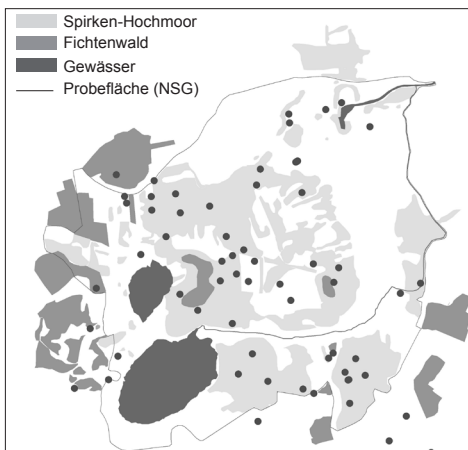 Spirken-Hochmoor
Fichtenwald
Gewässer
Probefläche (NSG)